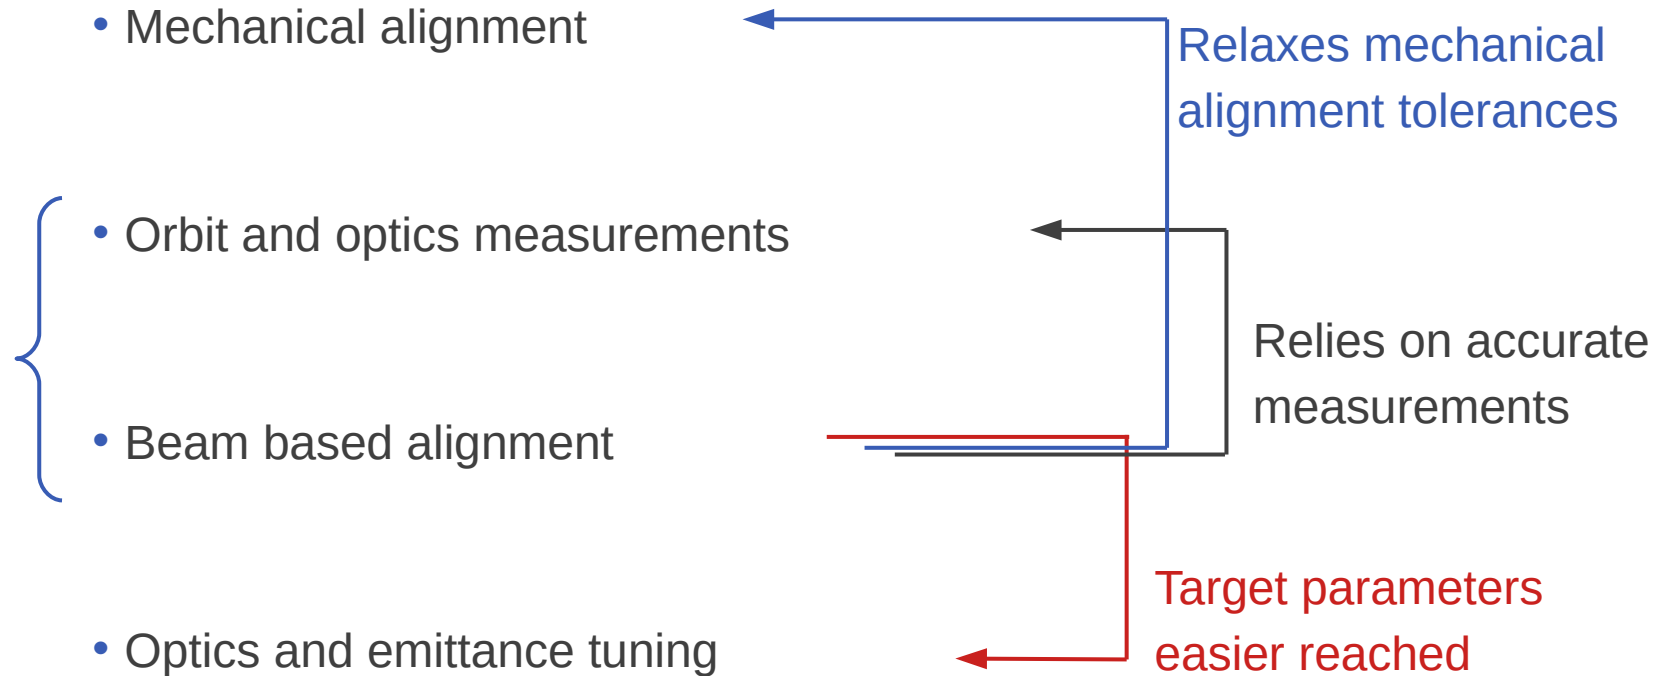 • Mechanical alignment
Relaxes mechanical
alignment tolerances
• Orbit and optics measurements
Relies on accurate
measurements
• Beam based alignment
Target parameters
easier reached
• Optics and emittance tuning